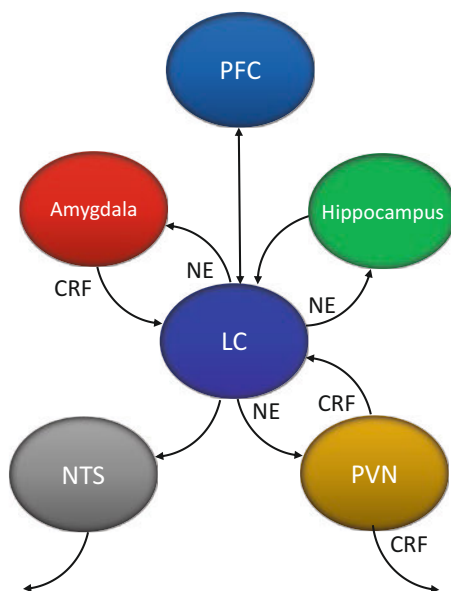 PFC
Amygdala
Hippocampus
NE
CRF
NE
LC
NE
CRF
NTS
PVN
CRF